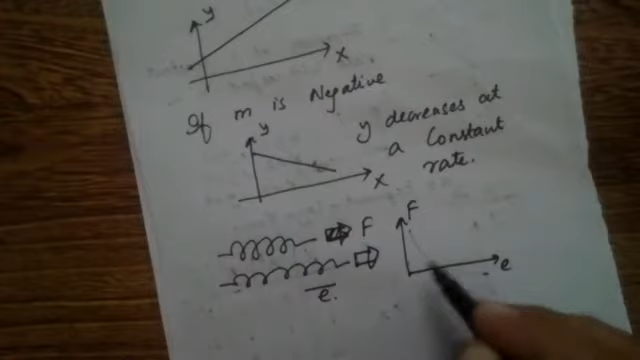 y
x
If m is Negative
y
y decreases at
a constant
rate.
x
F
F
e.
e